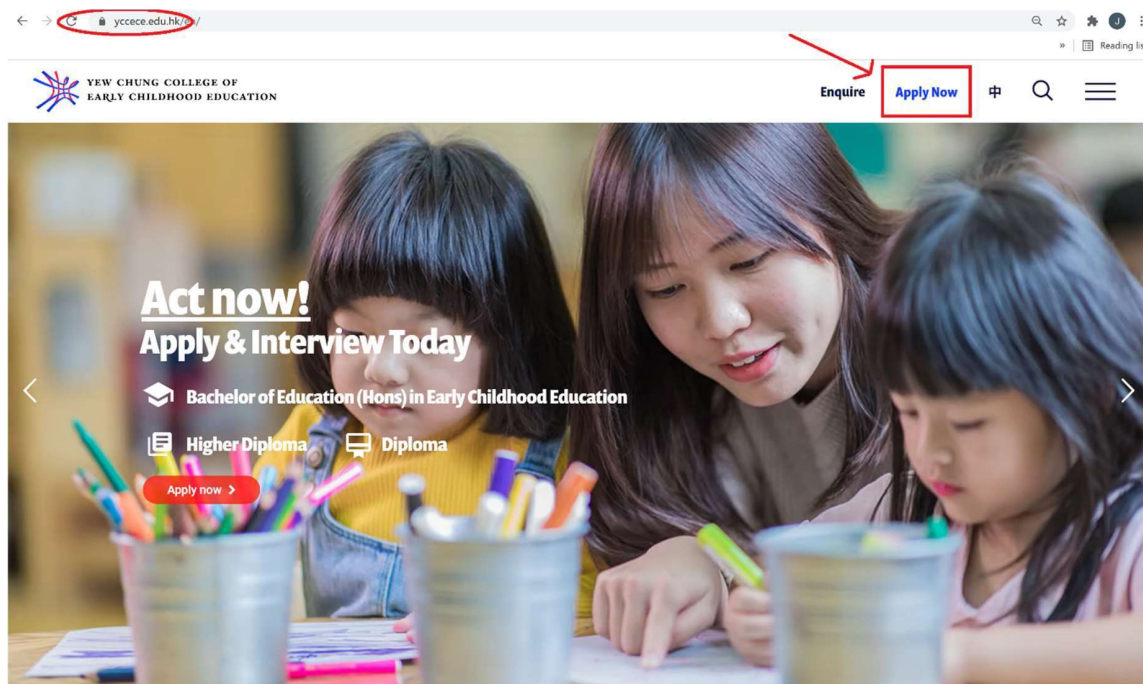 yccece.edu.hk/en/
J
» Reading lis
YEW CHUNG COLLEGE OF
EARLY CHILDHOOD EDUCATION
Enquire Apply Now 中
Act now!
Apply & Interview Today
Bachelor of Education (Hons) in Early Childhood Education
Higher Diploma Diploma
Apply now